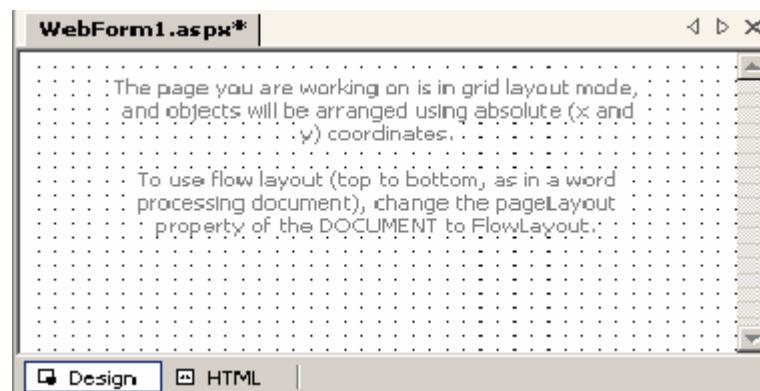 WebForm1.aspx*
The page you are working on is in grid layout mode,
and objects will be arranged using absolute (x and
y) coordinates.
To use flow layout (top to bottom, as in a word
processing document), change the pageLayout
property of the DOCUMENT to FlowLayout.
Design HTML